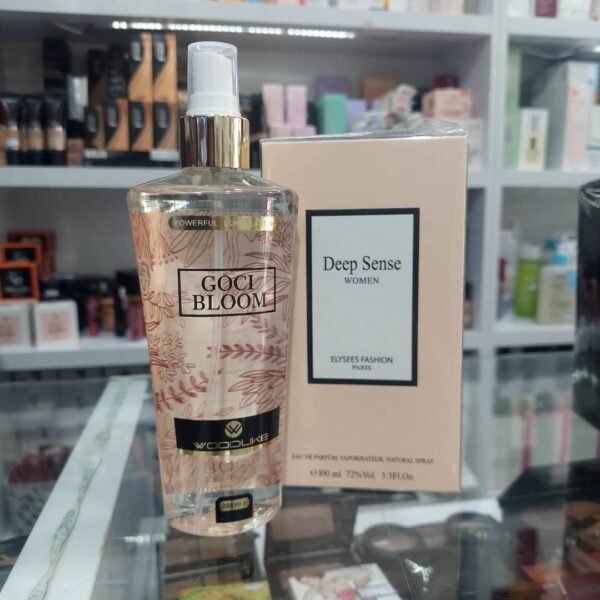 GOCI
BLOOM
WOODLIKE
Deep Sense
WOMEN
ELYSEES FASHION
PARIS
EAU DE PARFUM, VAPORISATEUR, NATURAL SPRAY
100 ml 72%Vol. 3.3Fl.Oz.